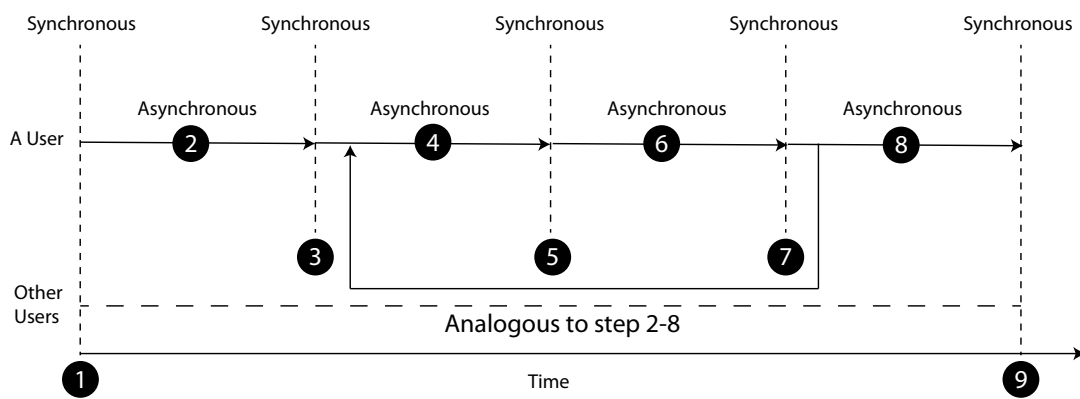 Synchronous Synchronous Synchronous Synchronous Synchronous
Asynchronous Asynchronous Asynchronous Asynchronous
A User 2 4 6 8
3 5 7
Other
Users
Analogous to step 2-8
1 Time 9